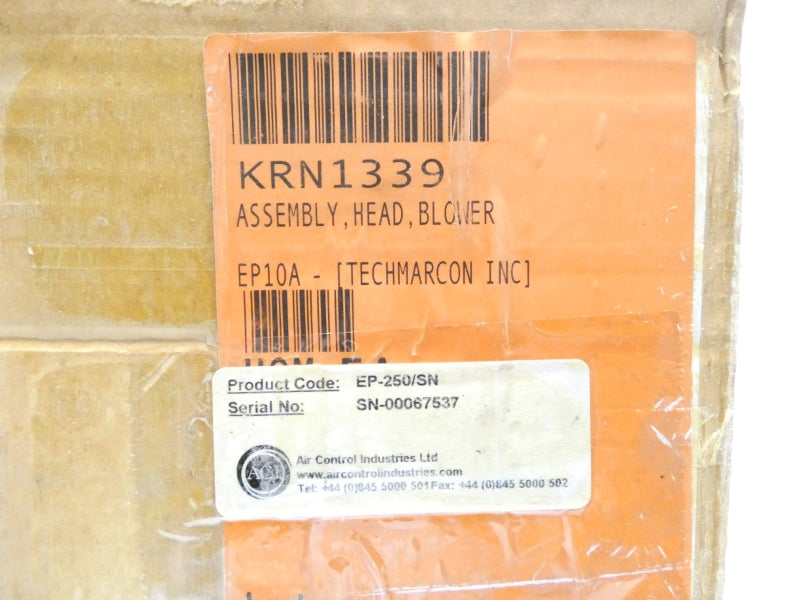 KRN1339
ASSEMBLY,HEAD,BLOWER
EP10A - [TECHMARCON INC]
Product Code: EP-250/SN
Serial No: SN-00067537
ACI
Air Control Industries Ltd
www.aircontrolindustries.com
Tel: +44 (0)845 5000 501 Fax: +44 (0)845 5000 502